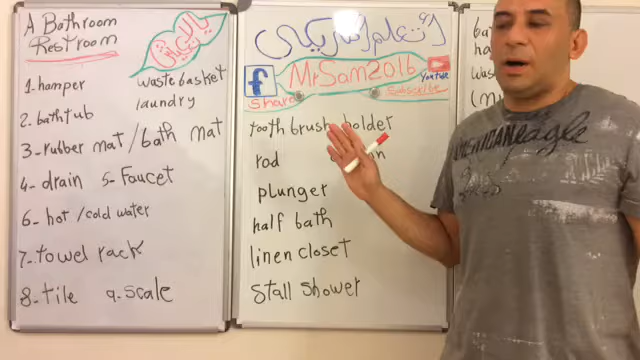 A Bathroom
Restroom
1- hamper
waste basket
laundry
2- bathtub
3- rubber mat / bath mat
4- drain 5- Faucet
6- hot / cold water
7- towel rack
8- tile 9- scale
اتعلم امريكي
f
MrSam2016
Youtube
Share
Subscribe
tooth brush holder
rod
plunger
half bath
linen closet
Stall shower
AMERICAN eagle